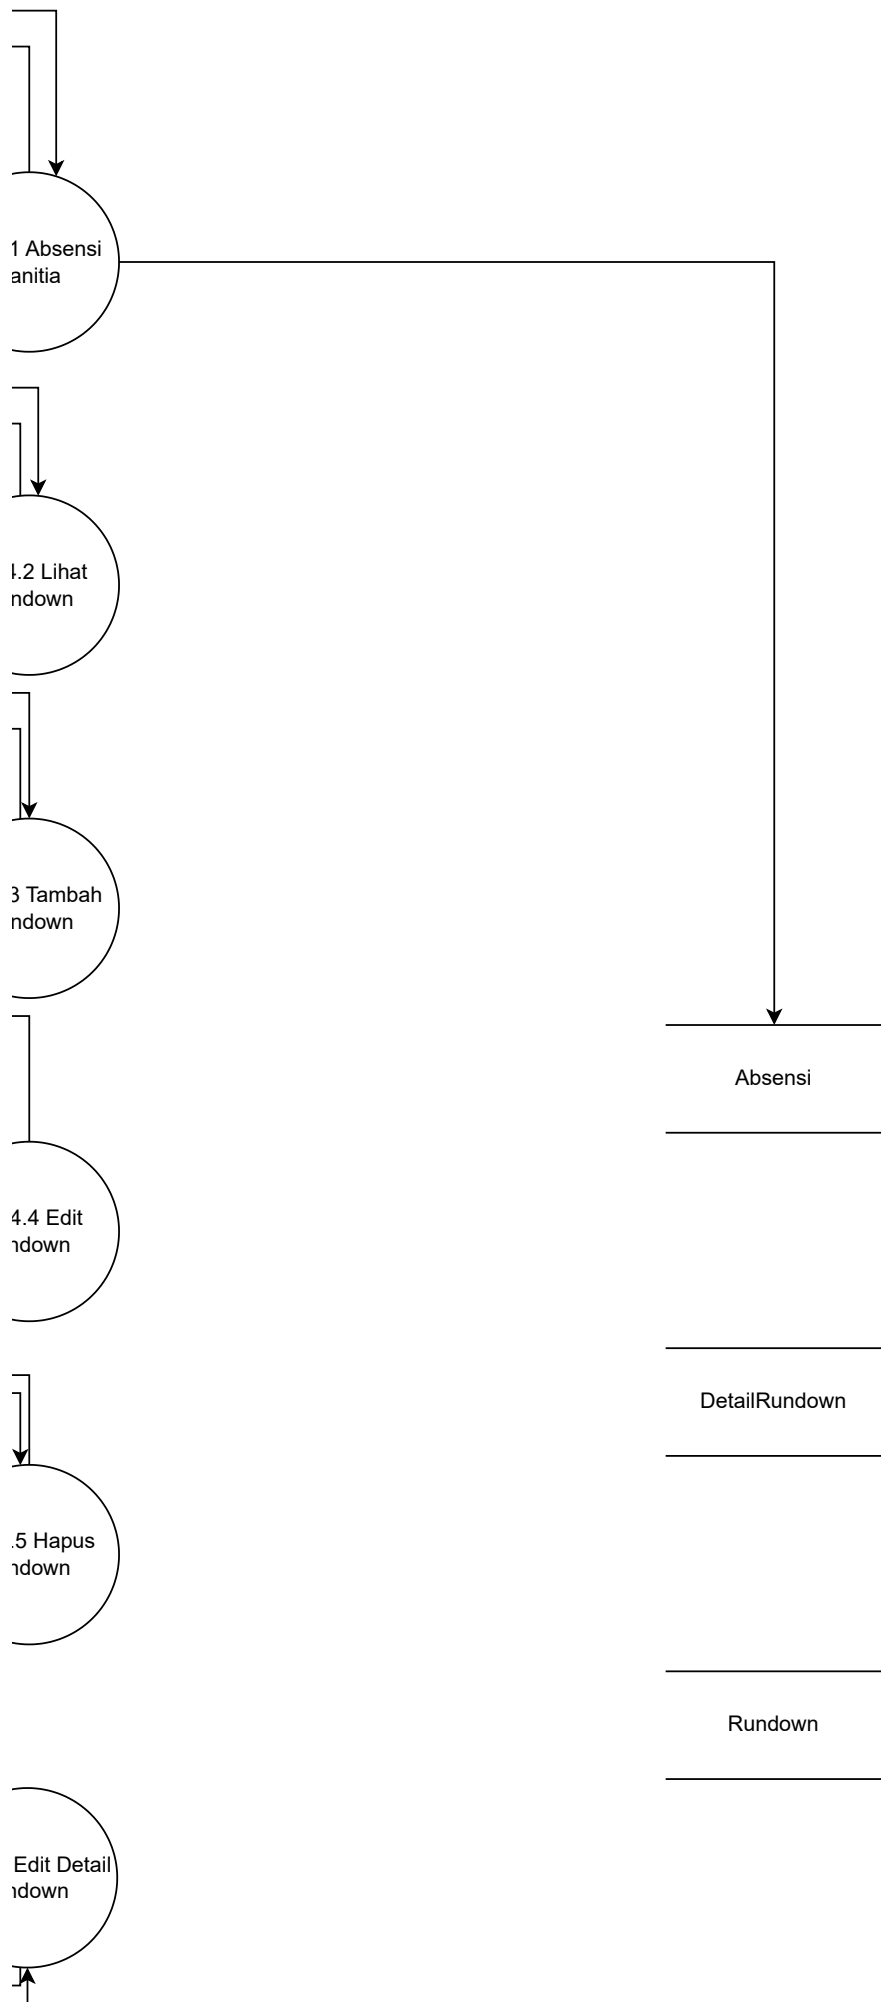 1 Absensi
anitia
4.2 Lihat
ndown
3 Tambah
ndown
Absensi
4.4 Edit
ndown
DetailRundown
.5 Hapus
ndown
Rundown
Edit Detail
ndown